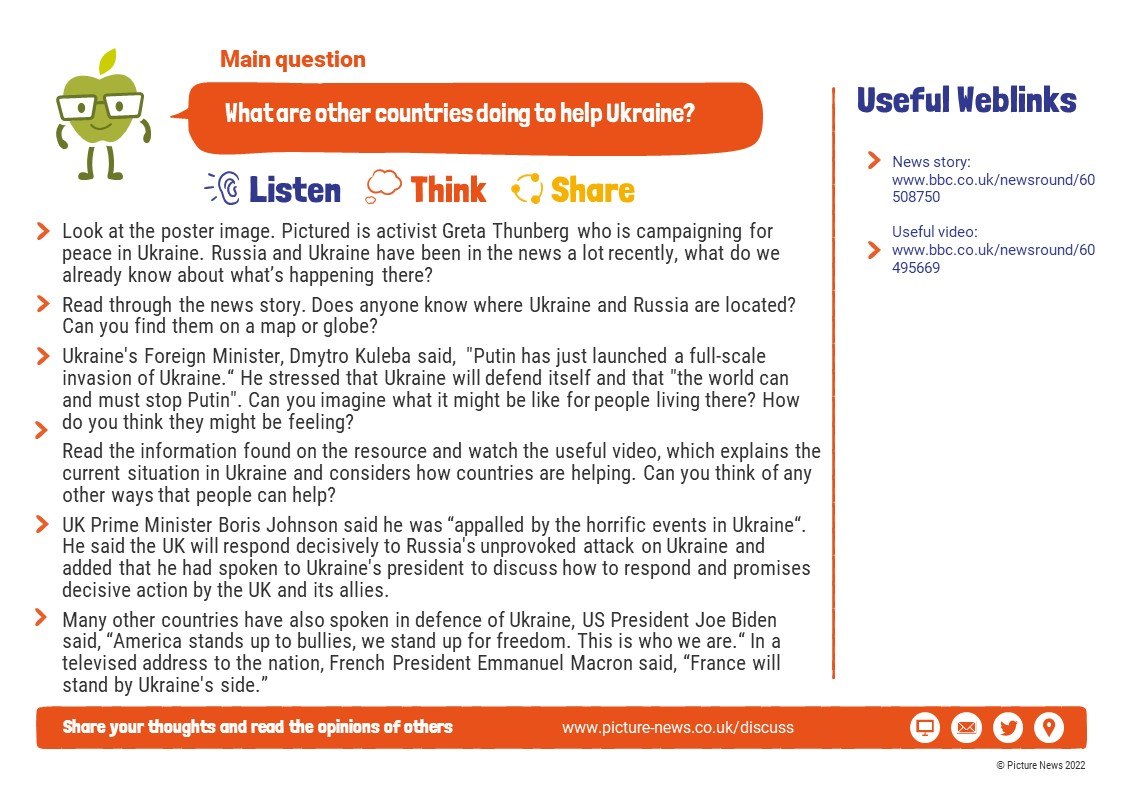 Main question
What are other countries doing to help Ukraine?
Listen Think Share
Look at the poster image. Pictured is activist Greta Thunberg who is campaigning for
peace in Ukraine. Russia and Ukraine have been in the news a lot recently, what do we
already know about what’s happening there?
Read through the news story. Does anyone know where Ukraine and Russia are located?
Can you find them on a map or globe?
Ukraine's Foreign Minister, Dmytro Kuleba said, "Putin has just launched a full-scale
invasion of Ukraine.“ He stressed that Ukraine will defend itself and that "the world can
and must stop Putin". Can you imagine what it might be like for people living there? How
do you think they might be feeling?
Read the information found on the resource and watch the useful video, which explains the
current situation in Ukraine and considers how countries are helping. Can you think of any
other ways that people can help?
UK Prime Minister Boris Johnson said he was “appalled by the horrific events in Ukraine“.
He said the UK will respond decisively to Russia's unprovoked attack on Ukraine and
added that he had spoken to Ukraine's president to discuss how to respond and promises
decisive action by the UK and its allies.
Many other countries have also spoken in defence of Ukraine, US President Joe Biden
said, “America stands up to bullies, we stand up for freedom. This is who we are.“ In a
televised address to the nation, French President Emmanuel Macron said, “France will
stand by Ukraine's side.”
Useful Weblinks
News story:
www.bbc.co.uk/newsround/60
508750
Useful video:
www.bbc.co.uk/newsround/60
495669
Share your thoughts and read the opinions of others
www.picture-news.co.uk/discuss
© Picture News 2022